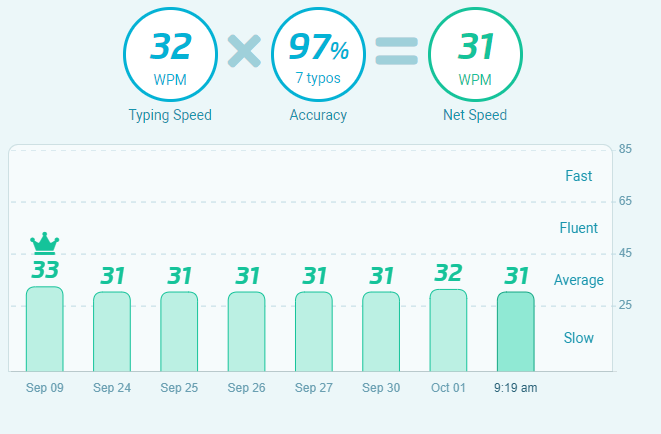 32 97% 31
WPM 7 typos WPM
Typing Speed Accuracy Net Speed
85
Fast
65
Fluent
45
33 31 31 31 31 31 32 31
Average
25
Slow
Sep 09 Sep 24 Sep 25 Sep 26 Sep 27 Sep 30 Oct 01 9:19 am